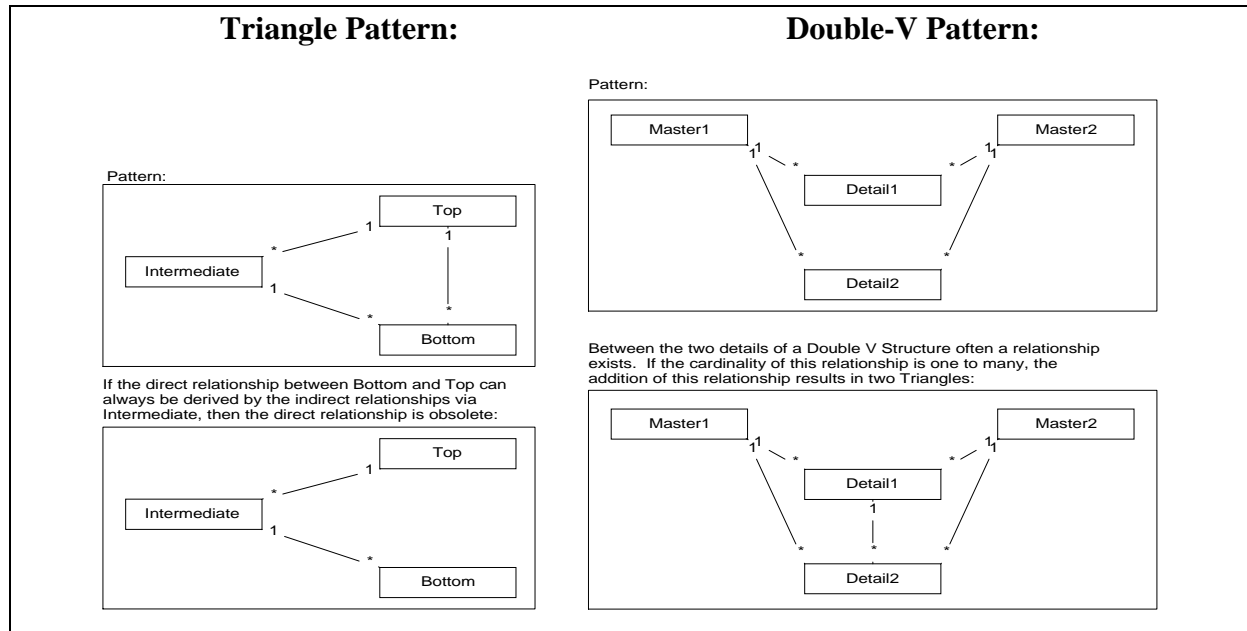 Triangle Pattern:
Pattern:
Top
1
*
1
Intermediate
1
*
*
Bottom
If the direct relationship between Bottom and Top can
always be derived by the indirect relationships via
Intermediate, then the direct relationship is obsolete:
Top
1
*
Intermediate
1
*
Bottom
Double-V Pattern:
Pattern:
Master1
Master2
1
1
*
*
1
1
Detail1
*
*
Detail2
Between the two details of a Double V Structure often a relationship
exists. If the cardinality of this relationship is one to many, the
addition of this relationship results in two Triangles:
Master1
Master2
1
1
*
*
1
1
Detail1
1
*
*
*
Detail2